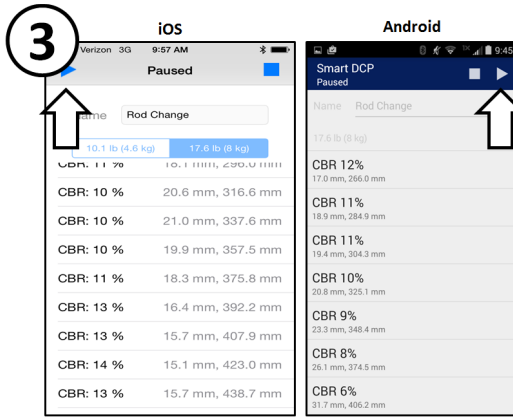 3
iOS
Verizon 3G 9:57 AM
Paused
Rod Change
10.1 lb (4.6 kg) 17.6 lb (8 kg)
CBR: 11 % 18.1 mm, 296.0 mm
CBR: 10 % 20.6 mm, 316.6 mm
CBR: 10 % 21.0 mm, 337.6 mm
CBR: 10 % 19.9 mm, 357.5 mm
CBR: 11 % 18.3 mm, 375.8 mm
CBR: 13 % 16.4 mm, 392.2 mm
CBR: 13 % 15.7 mm, 407.9 mm
CBR: 14 % 15.1 mm, 423.0 mm
CBR: 13 % 15.7 mm, 438.7 mm
Android
9:45
Smart DCP
Paused
Name Rod Change
17.6 lb (8 kg)
CBR 12%
17.0 mm, 266.0 mm
CBR 11%
18.9 mm, 284.9 mm
CBR 11%
19.4 mm, 304.3 mm
CBR 10%
20.8 mm, 325.1 mm
CBR 9%
23.3 mm, 348.4 mm
CBR 8%
26.1 mm, 374.5 mm
CBR 6%
31.7 mm, 406.2 mm